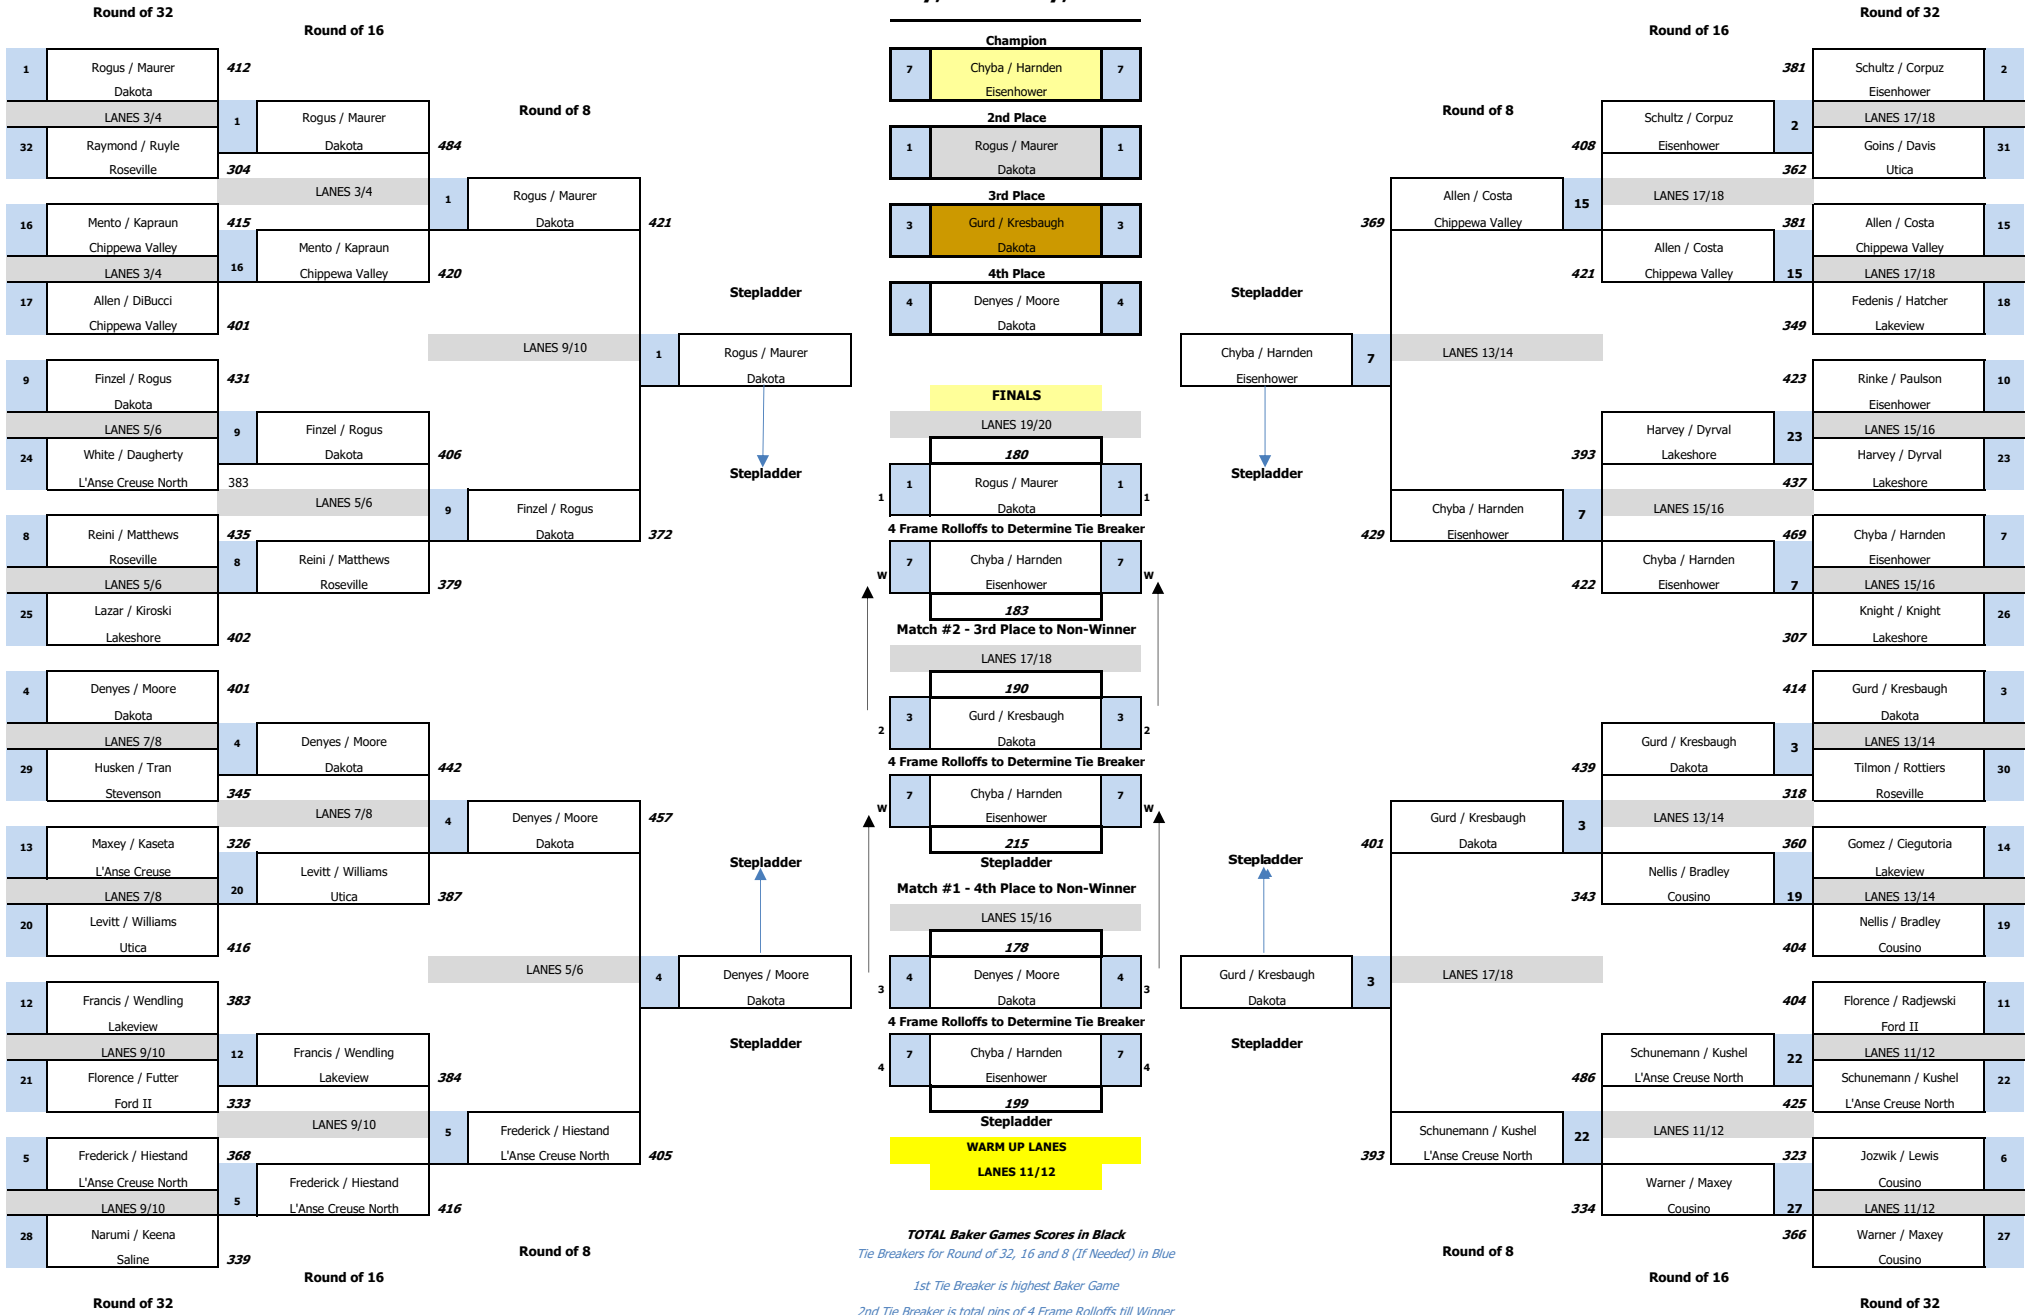 Round of 32
Round of 16
Round of 8
1
Rogus / Maurer
Dakota
412
LANES 3/4
32
Raymond / Ruyle
Roseville
304
16
Mento / Kapraun
Chippewa Valley
415
LANES 3/4
17
Allen / DiBucci
Chippewa Valley
401
9
Finzel / Rogus
Dakota
431
LANES 5/6
24
White / Daugherty
L'Anse Creuse North
383
8
Reini / Matthews
Roseville
435
LANES 5/6
25
Lazar / Kiroski
Lakeshore
402
4
Denyes / Moore
Dakota
401
LANES 7/8
29
Husken / Tran
Stevenson
345
13
Maxey / Kaseta
L'Anse Creuse
326
LANES 7/8
20
Levitt / Williams
Utica
416
12
Francis / Wendling
Lakeview
383
LANES 9/10
21
Florence / Futter
Ford II
333
5
Frederick / Hiestand
L'Anse Creuse North
368
LANES 9/10
28
Narumi / Keena
Saline
339
Round of 32
1
Rogus / Maurer
Dakota
484
LANES 3/4
16
Mento / Kapraun
Chippewa Valley
420
9
Finzel / Rogus
Dakota
406
LANES 5/6
8
Reini / Matthews
Roseville
379
4
Denyes / Moore
Dakota
442
LANES 7/8
20
Levitt / Williams
Utica
387
12
Francis / Wendling
Lakeview
384
LANES 9/10
5
Frederick / Hiestand
L'Anse Creuse North
416
Round of 16
1
Rogus / Maurer
Dakota
421
LANES 9/10
9
Finzel / Rogus
Dakota
372
4
Denyes / Moore
Dakota
457
LANES 5/6
5
Frederick / Hiestand
L'Anse Creuse North
405
Round of 8
Stepladder
1
Rogus / Maurer
Dakota
Stepladder
Stepladder
4
Denyes / Moore
Dakota
Stepladder
Champion
7
Chyba / Harnden
7
Eisenhower
2nd Place
1
Rogus / Maurer
1
Dakota
3rd Place
3
Gurd / Kresbaugh
3
Dakota
4th Place
4
Denyes / Moore
4
Dakota
FINALS
LANES 19/20
180
1
1
Rogus / Maurer
1
1
Dakota
4 Frame Rolloffs to Determine Tie Breaker
W
7
Chyba / Harnden
7
W
Eisenhower
183
Match #2 - 3rd Place to Non-Winner
LANES 17/18
190
2
3
Gurd / Kresbaugh
3
2
Dakota
4 Frame Rolloffs to Determine Tie Breaker
W
7
Chyba / Harnden
7
W
Eisenhower
215
Stepladder
Match #1 - 4th Place to Non-Winner
LANES 15/16
178
3
4
Denyes / Moore
4
3
Dakota
4 Frame Rolloffs to Determine Tie Breaker
4
7
Chyba / Harnden
7
4
Eisenhower
199
Stepladder
WARM UP LANES
LANES 11/12
TOTAL Baker Games Scores in Black
Tie Breakers for Round of 32, 16 and 8 (If Needed) in Blue
1st Tie Breaker is highest Baker Game
2nd Tie Breaker is total pins of 4 Frame Rolloffs till Winner
Stepladder
Chyba / Harnden
Eisenhower
7
Stepladder
Stepladder
Gurd / Kresbaugh
Dakota
3
Stepladder
Round of 8
369
Allen / Costa
Chippewa Valley
15
LANES 13/14
429
Chyba / Harnden
Eisenhower
7
401
Gurd / Kresbaugh
Dakota
3
LANES 17/18
393
Schunemann / Kushel
L'Anse Creuse North
22
Round of 8
Round of 16
408
Schultz / Corpuz
Eisenhower
2
LANES 17/18
421
Allen / Costa
Chippewa Valley
15
393
Harvey / Dyrval
Lakeshore
23
LANES 15/16
422
Chyba / Harnden
Eisenhower
7
439
Gurd / Kresbaugh
Dakota
3
LANES 13/14
343
Nellis / Bradley
Cousino
19
486
Schunemann / Kushel
L'Anse Creuse North
22
LANES 11/12
334
Warner / Maxey
Cousino
27
Round of 16
Round of 32
381
Schultz / Corpuz
Eisenhower
2
LANES 17/18
362
Goins / Davis
Utica
31
381
Allen / Costa
Chippewa Valley
15
LANES 17/18
349
Fedenis / Hatcher
Lakeview
18
423
Rinke / Paulson
Eisenhower
10
LANES 15/16
437
Harvey / Dyrval
Lakeshore
23
469
Chyba / Harnden
Eisenhower
7
LANES 15/16
307
Knight / Knight
Lakeshore
26
414
Gurd / Kresbaugh
Dakota
3
LANES 13/14
318
Tilmon / Rottiers
Roseville
30
360
Gomez / Ciegutoria
Lakeview
14
LANES 13/14
404
Nellis / Bradley
Cousino
19
404
Florence / Radjewski
Ford II
11
LANES 11/12
425
Schunemann / Kushel
L'Anse Creuse North
22
323
Jozwik / Lewis
Cousino
6
LANES 11/12
366
Warner / Maxey
Cousino
27
Round of 32